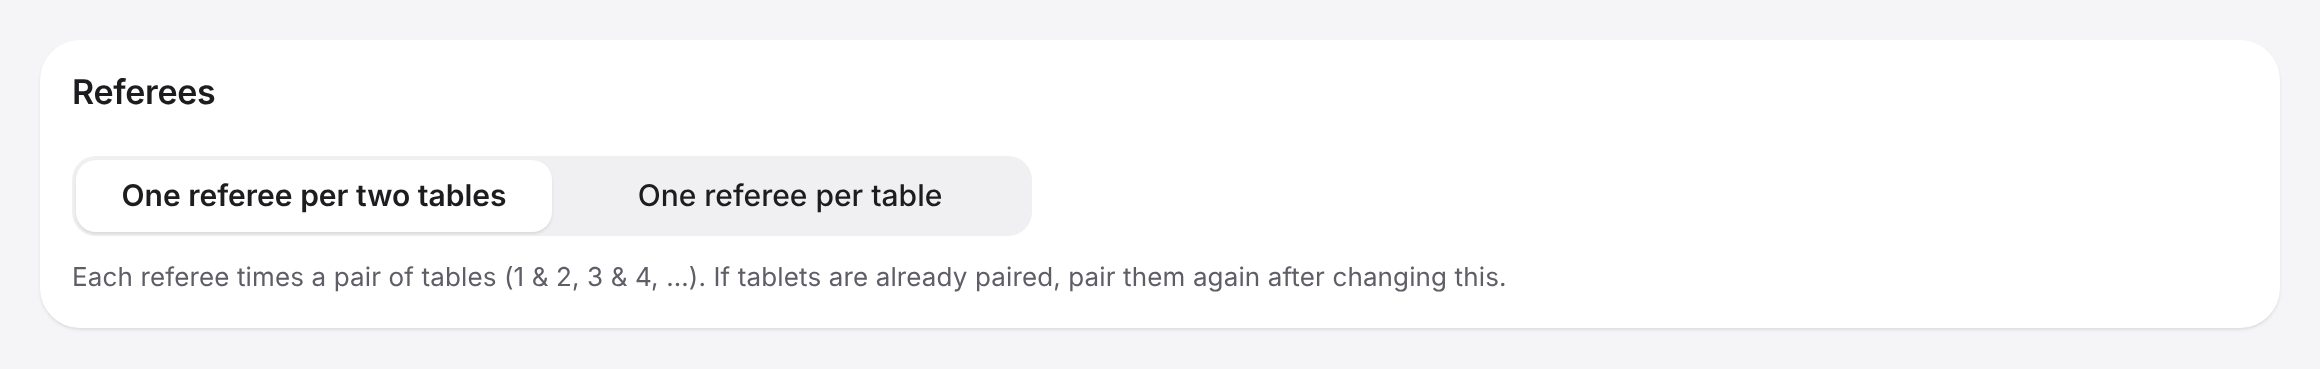 Referees
One referee per two tables
One referee per table
Each referee times a pair of tables (1 & 2, 3 & 4, ...). If tablets are already paired, pair them again after changing this.